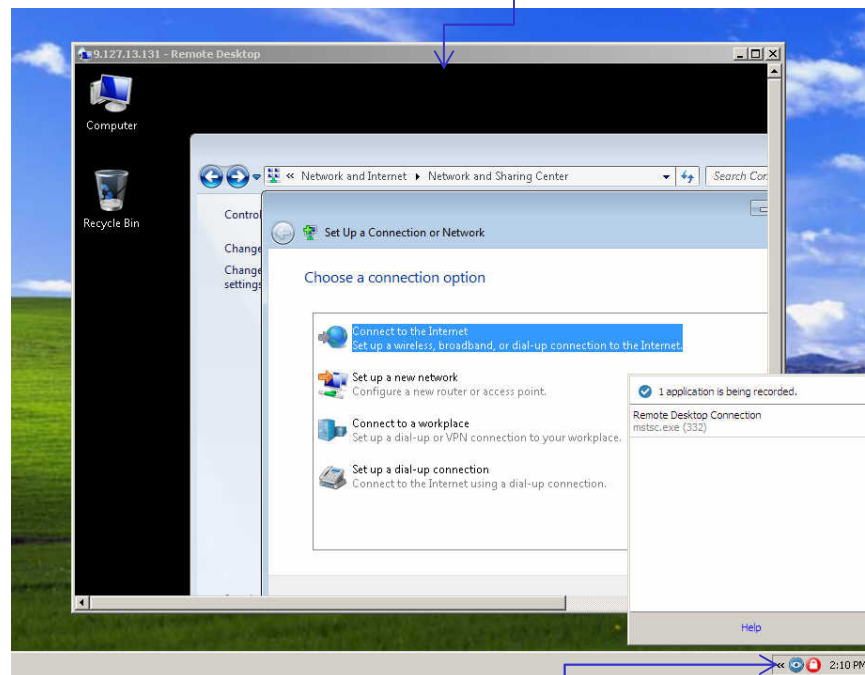 9.127.13.131 - Remote Desktop
Computer
Recycle Bin
« Network and Internet Network and Sharing Center
Search
Control
Change
Change
settings
Set Up a Connection or Network
Choose a connection option
Connect to the Internet
Set up a wireless, broadband, or dial-up connection to the Internet.
Set up a new network
Configure a new router or access point.
Connect to a workplace
Set up a dial-up or VPN connection to your workplace.
Set up a dial-up connection
Connect to the Internet using a dial-up connection.
1 application is being recorded.
Remote Desktop Connection
mstsc.exe (332)
Help
« 2:10 PM